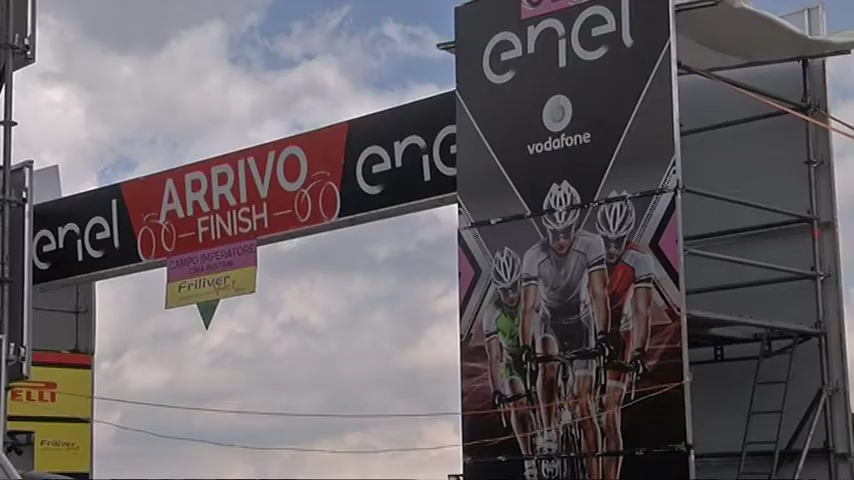 enel
vodafone
enel
ARRIVO
FINISH
enel
CAMPO IMPERATORE
Friliver
ELLI
Friliver